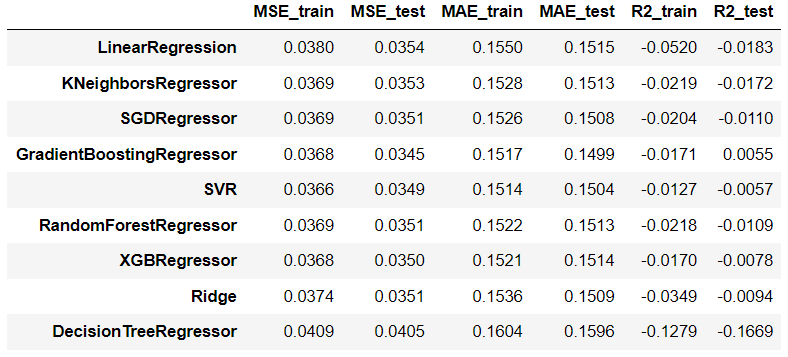 MSE_train MSE_test MAE_train MAE_test R2_train R2_test
LinearRegression 0.0380 0.0354 0.1550 0.1515 -0.0520 -0.0183
KNeighborsRegressor 0.0369 0.0353 0.1528 0.1513 -0.0219 -0.0172
SGDRegressor 0.0369 0.0351 0.1526 0.1508 -0.0204 -0.0110
GradientBoostingRegressor 0.0368 0.0345 0.1517 0.1499 -0.0171 0.0055
SVR 0.0366 0.0349 0.1514 0.1504 -0.0127 -0.0057
RandomForestRegressor 0.0369 0.0351 0.1522 0.1513 -0.0218 -0.0109
XGBRegressor 0.0368 0.0350 0.1521 0.1514 -0.0170 -0.0078
Ridge 0.0374 0.0351 0.1536 0.1509 -0.0349 -0.0094
DecisionTreeRegressor 0.0409 0.0405 0.1604 0.1596 -0.1279 -0.1669